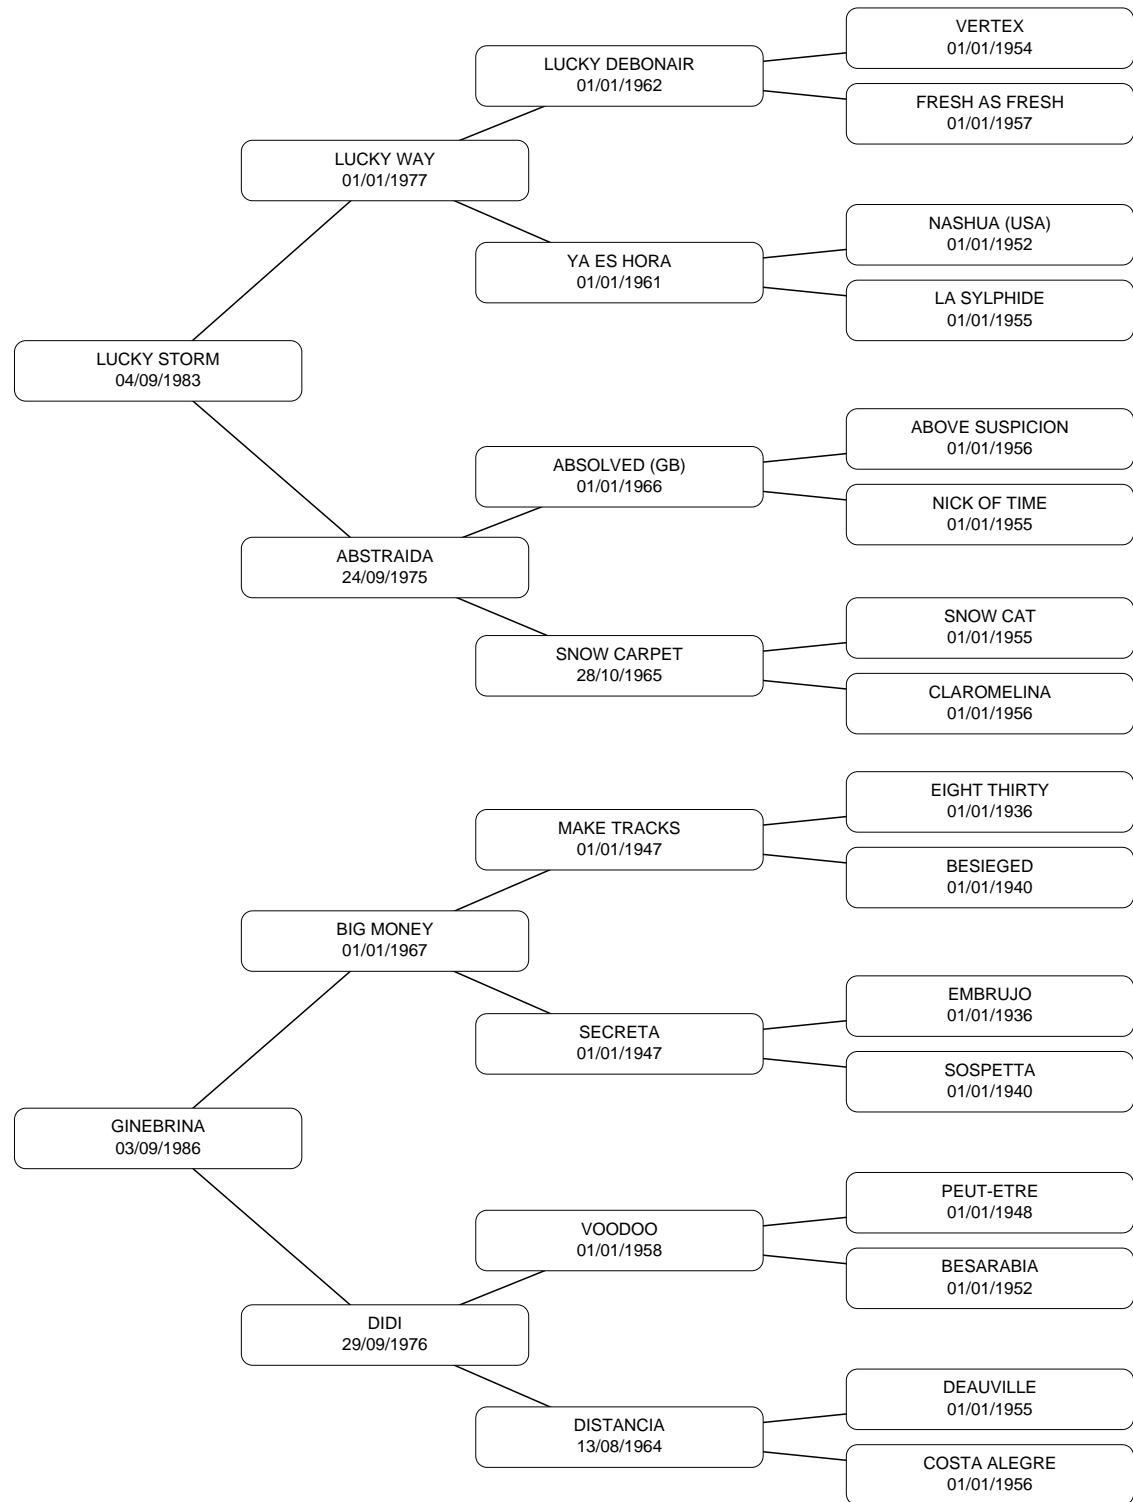 VERTEX
01/01/1954
LUCKY DEBONAIR
01/01/1962
FRESH AS FRESH
01/01/1957
LUCKY WAY
01/01/1977
NASHUA (USA)
01/01/1952
YA ES HORA
01/01/1961
LA SYLPHIDE
01/01/1955
LUCKY STORM
04/09/1983
ABOVE SUSPICION
01/01/1956
ABSOLVED (GB)
01/01/1966
NICK OF TIME
01/01/1955
ABSTRAIDA
24/09/1975
SNOW CAT
01/01/1955
SNOW CARPET
28/10/1965
CLAROMELINA
01/01/1956
EIGHT THIRTY
01/01/1936
MAKE TRACKS
01/01/1947
BESIEGED
01/01/1940
BIG MONEY
01/01/1967
EMBRUJO
01/01/1936
SECRETA
01/01/1947
SOSPETTA
01/01/1940
GINEBRINA
03/09/1986
PEUT-ETRE
01/01/1948
VOODOO
01/01/1958
BESARABIA
01/01/1952
DIDI
29/09/1976
DEAUVILLE
01/01/1955
DISTANCIA
13/08/1964
COSTA ALEGRE
01/01/1956